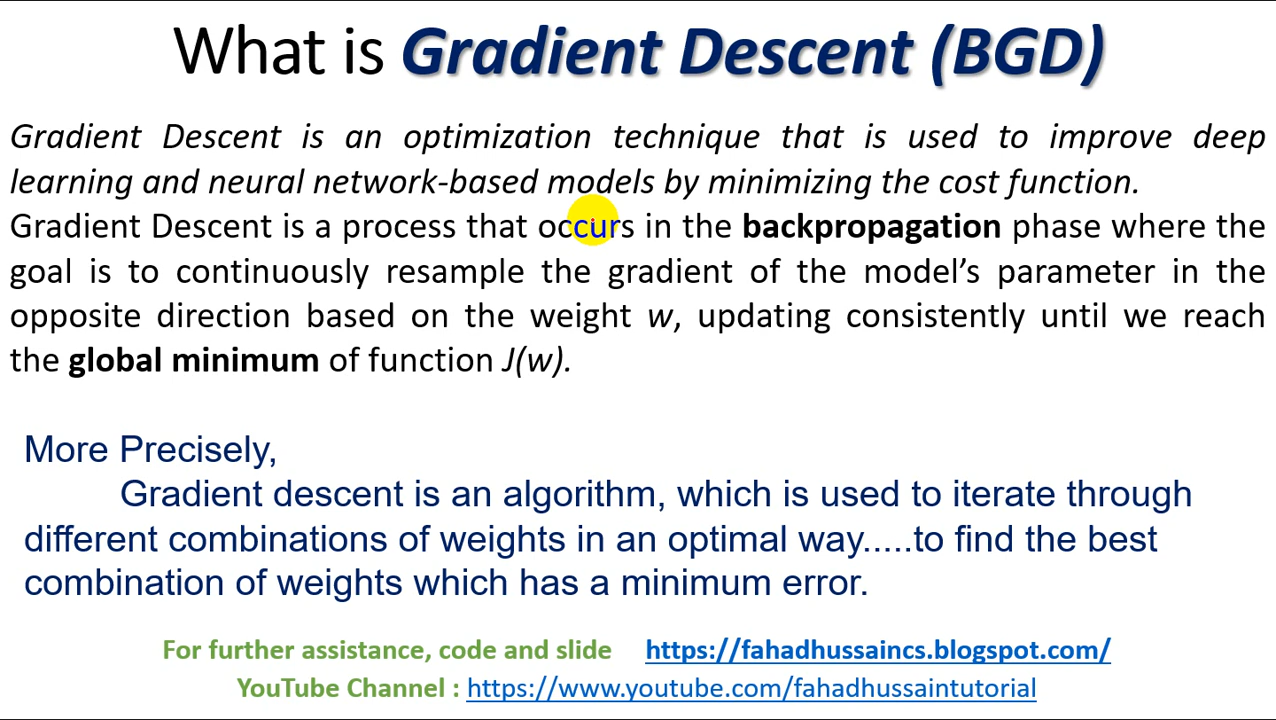 What is Gradient Descent (BGD)
Gradient Descent is an optimization technique that is used to improve deep
learning and neural network-based models by minimizing the cost function.
Gradient Descent is a process that occurs in the backpropagation phase where the
goal is to continuously resample the gradient of the model’s parameter in the
opposite direction based on the weight w, updating consistently until we reach
the global minimum of function J(w).
More Precisely,
Gradient descent is an algorithm, which is used to iterate through
different combinations of weights in an optimal way.....to find the best
combination of weights which has a minimum error.
For further assistance, code and slide https://fahadhussaincs.blogspot.com/
YouTube Channel : https://www.youtube.com/fahadhussaintutorial